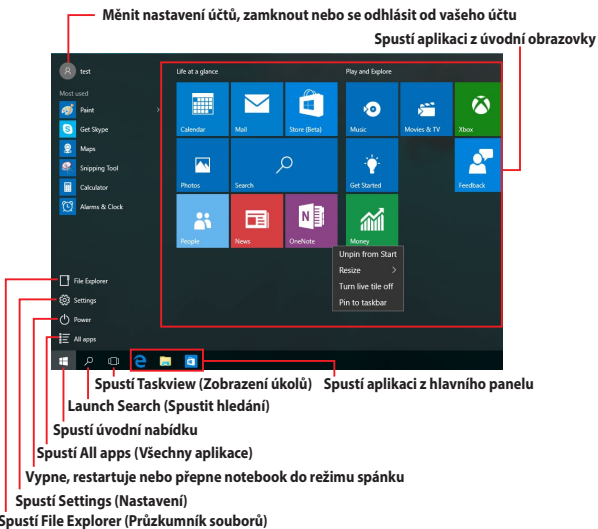 Měnit nastavení účtů, zamknout nebo se odhlásit od vašeho účtu
Spustí aplikaci z úvodní obrazovky
test
Most used
Paint
Get Skype
Maps
Snipping Tool
Calculator
Alarms & Clock
File Explorer
Settings
Power
All apps
Life at a glance
Play and Explore
Calendar
Mail
Store (Beta)
Music
Movies & TV
Xbox
Photos
Search
Get Started
Feedback
People
News
OneNote
Money
Unpin from Start
Resize
Turn live tile off
Pin to taskbar
Spustí Taskview (Zobrazení úkolů)
Spustí aplikaci z hlavního panelu
Launch Search (Spustit hledání)
Spustí úvodní nabídku
Spustí All apps (Všechny aplikace)
Vypne, restartuje nebo přepne notebook do režimu spánku
Spustí Settings (Nastavení)
Spustí File Explorer (Průzkumník souborů)